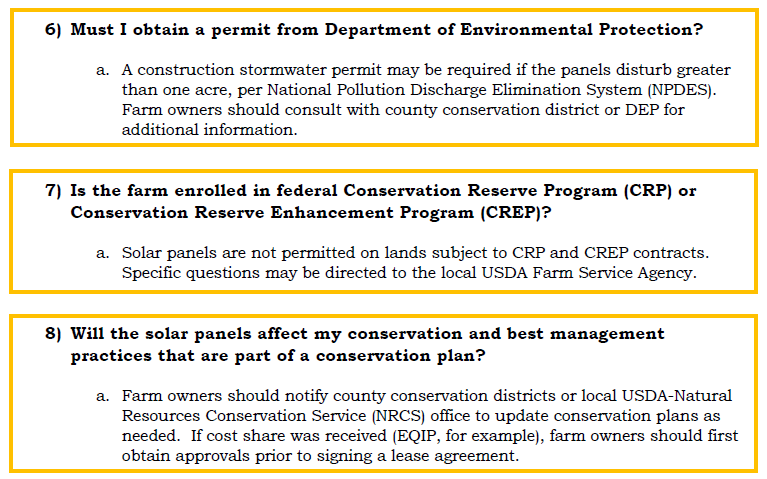 6) Must I obtain a permit from Department of Environmental Protection?
a. A construction stormwater permit may be required if the panels disturb greater
than one acre, per National Pollution Discharge Elimination System (NPDES).
Farm owners should consult with county conservation district or DEP for
additional information.
7) Is the farm enrolled in federal Conservation Reserve Program (CRP) or
Conservation Reserve Enhancement Program (CREP)?
a. Solar panels are not permitted on lands subject to CRP and CREP contracts.
Specific questions may be directed to the local USDA Farm Service Agency.
8) Will the solar panels affect my conservation and best management
practices that are part of a conservation plan?
a. Farm owners should notify county conservation districts or local USDA-Natural
Resources Conservation Service (NRCS) office to update conservation plans as
needed.  If cost share was received (EQIP, for example), farm owners should first
obtain approvals prior to signing a lease agreement.